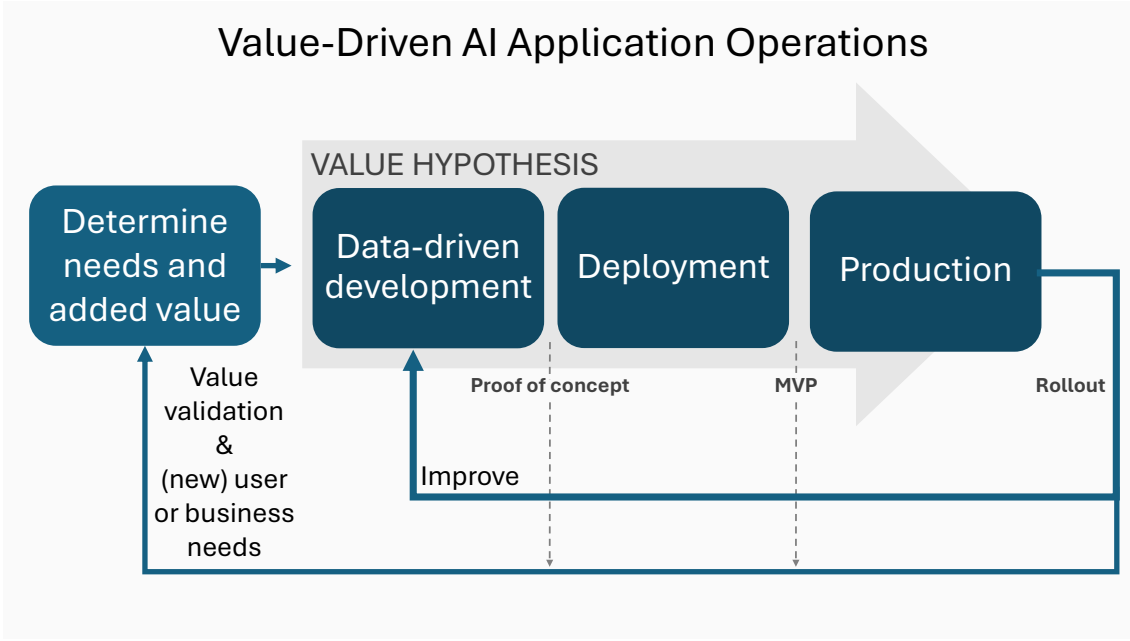 Value-Driven AI Application Operations
VALUE HYPOTHESIS
Determine
needs and
added value
Data-driven
development
Deployment
Production
Proof of concept
MVP
Rollout
Value
validation
&
(new) user
or business
needs
Improve